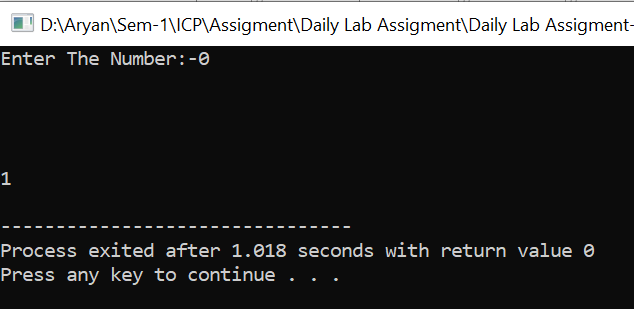 D:\Aryan\Sem-1\ICP\Assigment\Daily Lab Assigment\Daily Lab Assigment-
Enter The Number:-0
1
--------------------------------
Process exited after 1.018 seconds with return value 0
Press any key to continue . . .